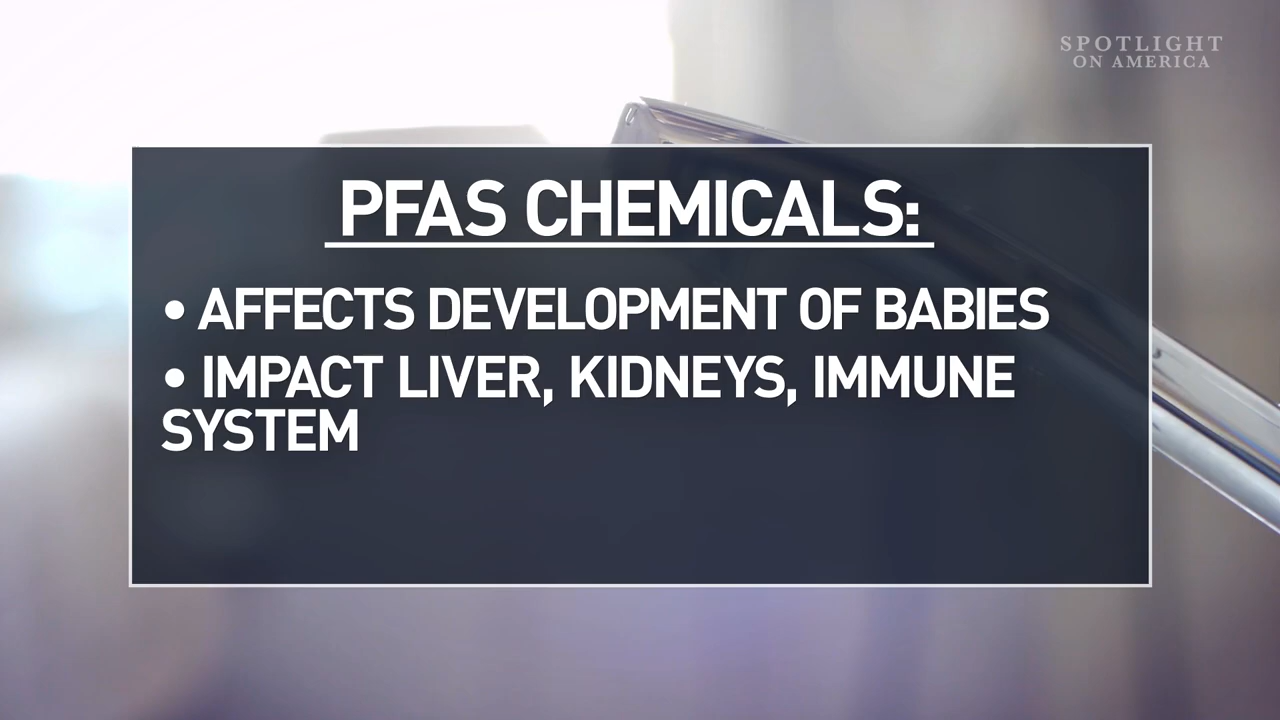 SPOTLIGHT
ON AMERICA
PFAS CHEMICALS:
• AFFECTS DEVELOPMENT OF BABIES
• IMPACT LIVER, KIDNEYS, IMMUNE
SYSTEM